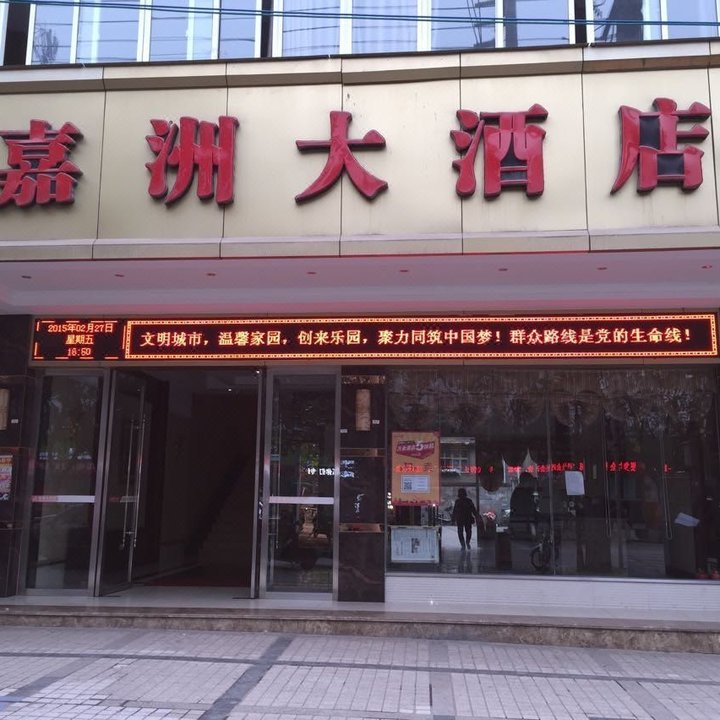 嘉洲大酒店
2015年02月27日
星期五
18:50
文明城市，温馨家园，创来乐园，聚力同筑中国梦！群众路线是党的生命线！